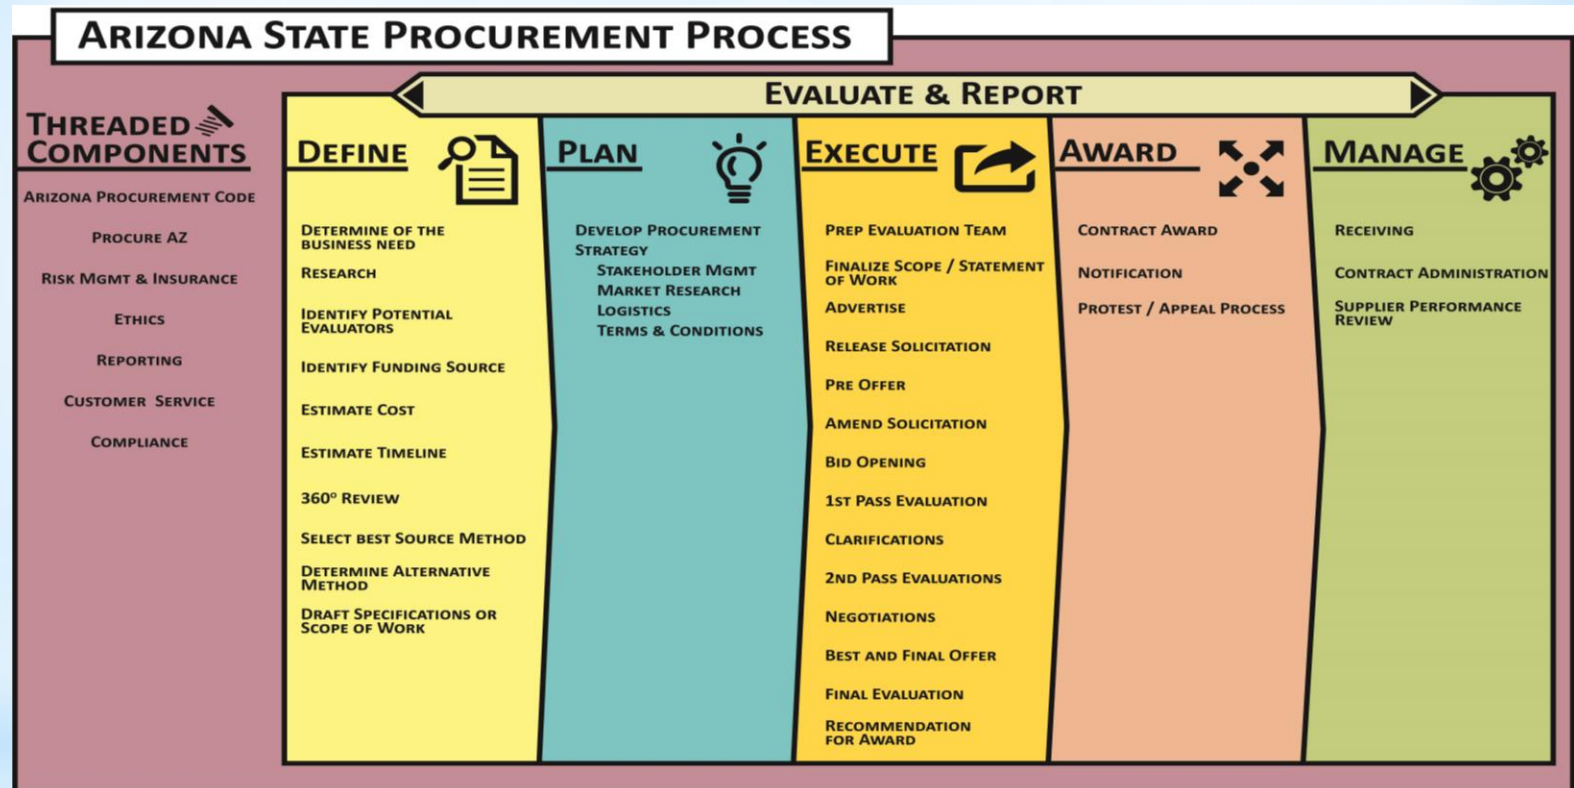 Arizona State Procurement Process
Evaluate & Report
Threaded
Components
Arizona Procurement Code
Procure AZ
Risk Mgmt & Insurance
Ethics
Reporting
Customer Service
Compliance
Define
Determine of the
business need
Research
Identify Potential
Evaluators
Identify Funding Source
Estimate Cost
Estimate Timeline
360º Review
Select best Source Method
Determine Alternative
Method
Draft Specifications or
Scope of Work
Plan
Develop Procurement
Strategy
Stakeholder Mgmt
Market Research
Logistics
Terms & Conditions
Execute
Prep Evaluation Team
Finalize Scope / Statement
of Work
Advertise
Release Solicitation
Pre Offer
Amend Solicitation
Bid Opening
1st Pass Evaluation
Clarifications
2nd Pass Evaluations
Negotiations
Best and Final Offer
Final Evaluation
Recommendation
for Award
Award
Contract Award
Notification
Protest / Appeal Process
Manage
Receiving
Contract Administration
Supplier Performance
Review